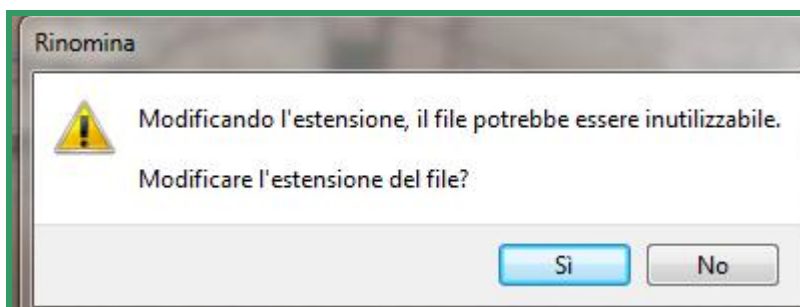 Rinomina
Modificando l'estensione, il file potrebbe essere inutilizzabile.
Modificare l'estensione del file?
Sì
No